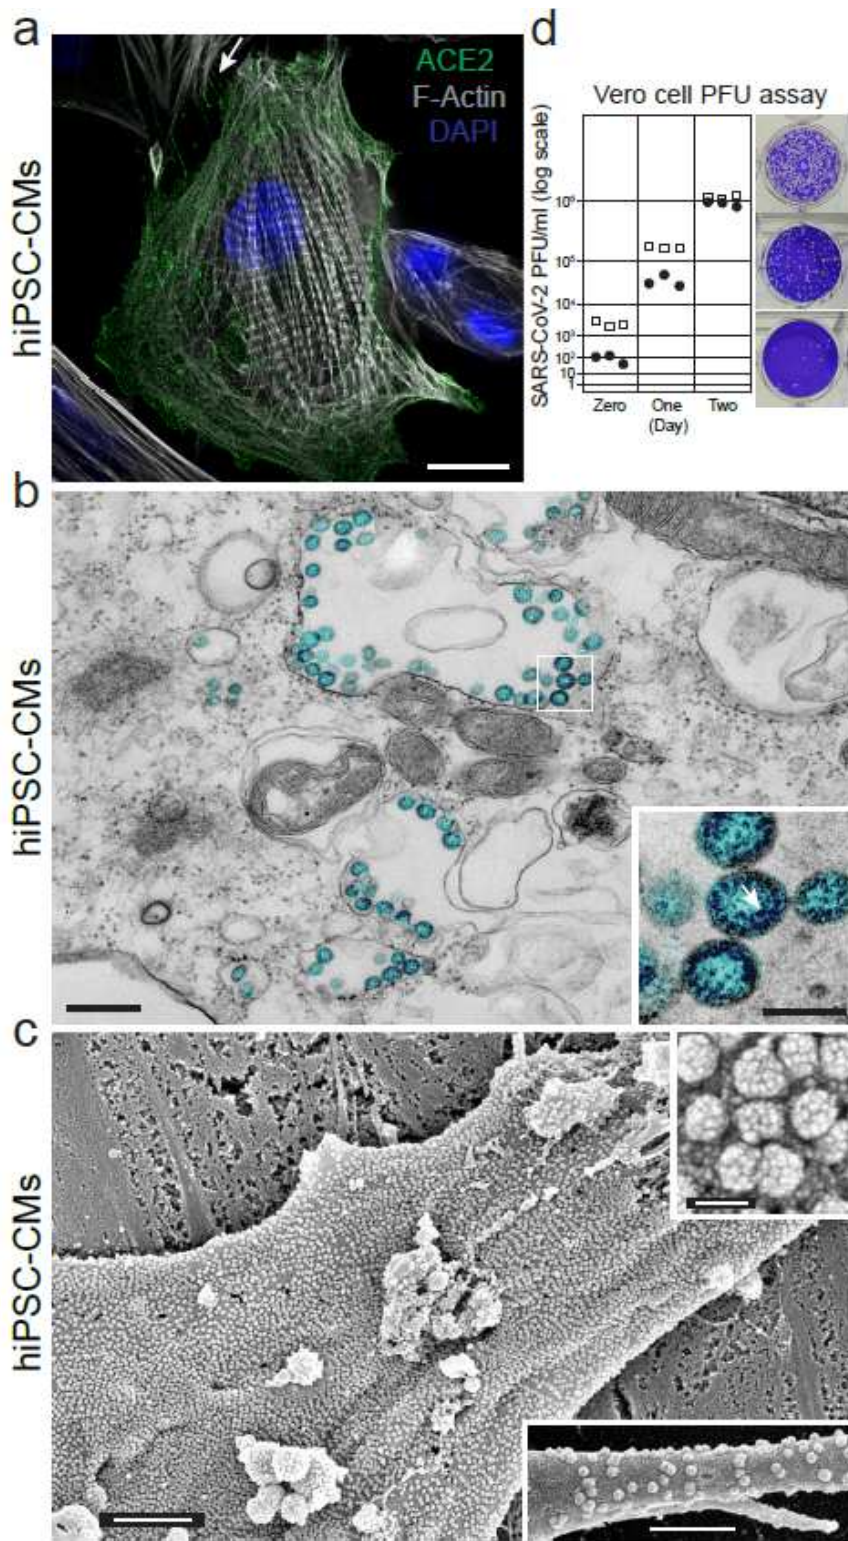 a
ACE2
F-Actin
DAPI
hiPSC-CMs
d
Vero cell PFU assay
SARS-CoV-2 PFU/ml (log scale)
10⁶
10⁵
10⁴
10³
10²
10
1
Zero
One
Two
(Day)
b
hiPSC-CMs
c
hiPSC-CMs